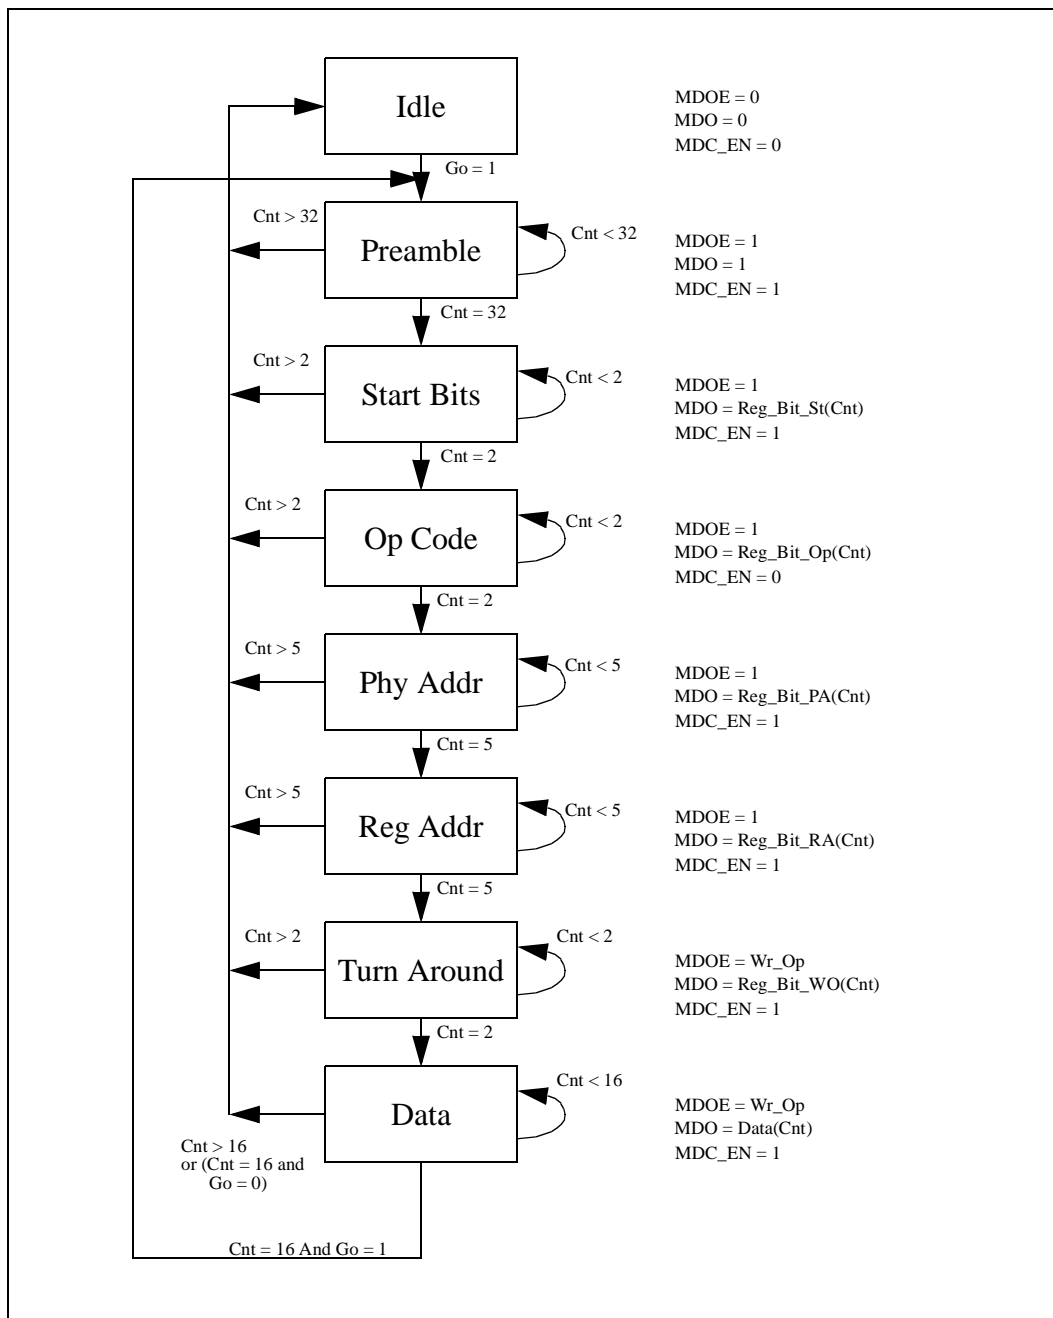 Idle
MDOE = 0
MDO = 0
MDC_EN = 0
Go = 1
Cnt > 32
Preamble
Cnt < 32
MDOE = 1
MDO = 1
MDC_EN = 1
Cnt = 32
Cnt > 2
Start Bits
Cnt < 2
MDOE = 1
MDO = Reg_Bit_St(Cnt)
MDC_EN = 1
Cnt = 2
Cnt > 2
Op Code
Cnt < 2
MDOE = 1
MDO = Reg_Bit_Op(Cnt)
MDC_EN = 0
Cnt = 2
Cnt > 5
Phy Addr
Cnt < 5
MDOE = 1
MDO = Reg_Bit_PA(Cnt)
MDC_EN = 1
Cnt = 5
Cnt > 5
Reg Addr
Cnt < 5
MDOE = 1
MDO = Reg_Bit_RA(Cnt)
MDC_EN = 1
Cnt = 5
Cnt > 2
Turn Around
Cnt < 2
MDOE = Wr_Op
MDO = Reg_Bit_WO(Cnt)
MDC_EN = 1
Cnt = 2
Data
Cnt < 16
MDOE = Wr_Op
MDO = Data(Cnt)
MDC_EN = 1
Cnt > 16
or (Cnt = 16 and
Go = 0)
Cnt = 16 And Go = 1